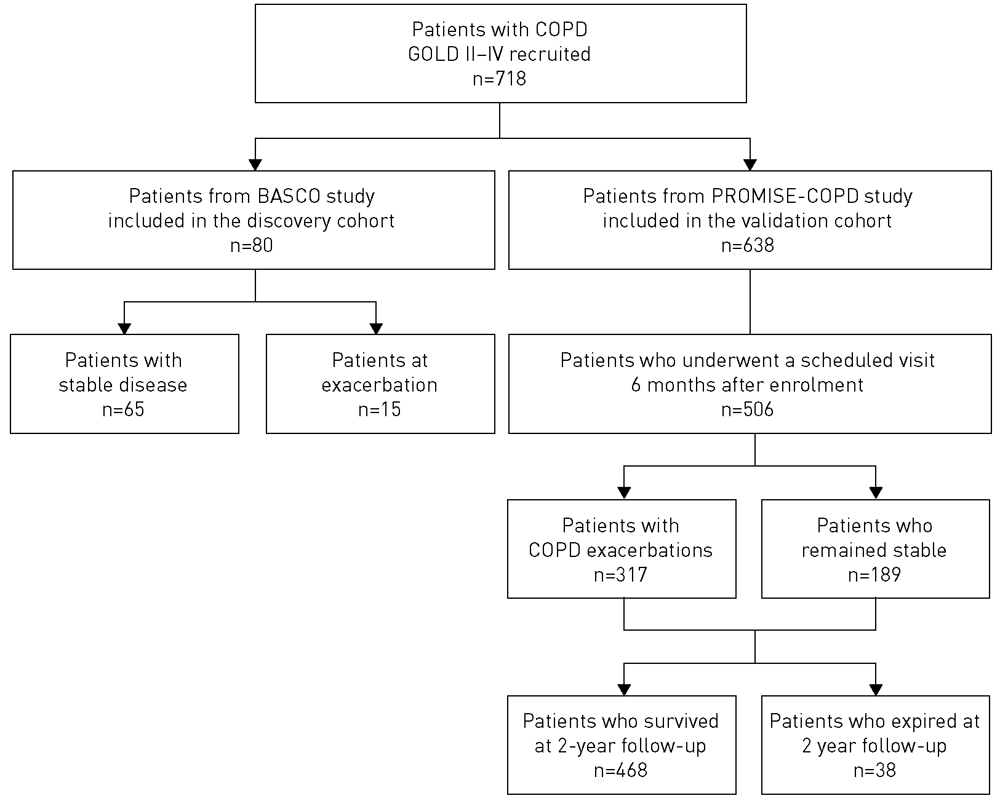 Patients with COPD
GOLD II–IV recruited
n=718
Patients from BASCO study
included in the discovery cohort
n=80
Patients from PROMISE-COPD study
included in the validation cohort
n=638
Patients with
stable disease
n=65
Patients at
exacerbation
n=15
Patients who underwent a scheduled visit
6 months after enrolment
n=506
Patients with
COPD exacerbations
n=317
Patients who
remained stable
n=189
Patients who survived
at 2-year follow-up
n=468
Patients who expired at
2 year follow-up
n=38